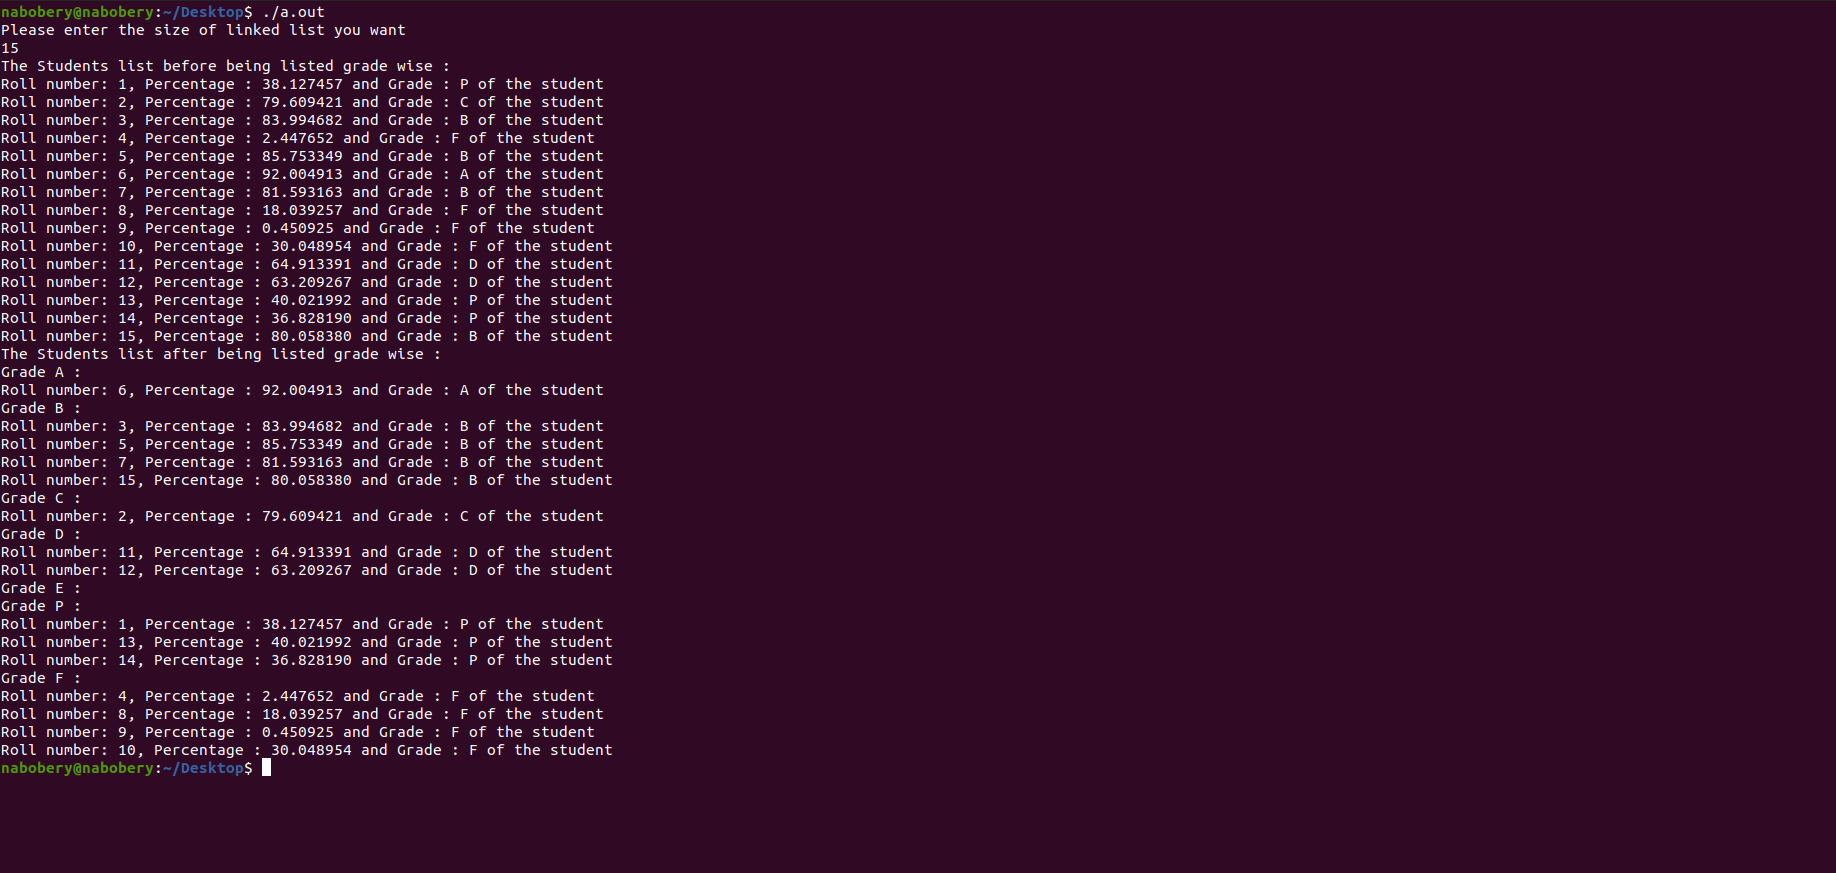 nabobery@nabobery:~/Desktop$ ./a.out
Please enter the size of linked list you want
15
The Students list before being listed grade wise :
Roll number: 1, Percentage : 38.127457 and Grade : P of the student
Roll number: 2, Percentage : 79.609421 and Grade : C of the student
Roll number: 3, Percentage : 83.994682 and Grade : B of the student
Roll number: 4, Percentage : 2.447652 and Grade : F of the student
Roll number: 5, Percentage : 85.753349 and Grade : B of the student
Roll number: 6, Percentage : 92.004913 and Grade : A of the student
Roll number: 7, Percentage : 81.593163 and Grade : B of the student
Roll number: 8, Percentage : 18.039257 and Grade : F of the student
Roll number: 9, Percentage : 0.450925 and Grade : F of the student
Roll number: 10, Percentage : 30.048954 and Grade : F of the student
Roll number: 11, Percentage : 64.913391 and Grade : D of the student
Roll number: 12, Percentage : 63.209267 and Grade : D of the student
Roll number: 13, Percentage : 40.021992 and Grade : P of the student
Roll number: 14, Percentage : 36.828190 and Grade : P of the student
Roll number: 15, Percentage : 80.058380 and Grade : B of the student
The Students list after being listed grade wise :
Grade A :
Roll number: 6, Percentage : 92.004913 and Grade : A of the student
Grade B :
Roll number: 3, Percentage : 83.994682 and Grade : B of the student
Roll number: 5, Percentage : 85.753349 and Grade : B of the student
Roll number: 7, Percentage : 81.593163 and Grade : B of the student
Roll number: 15, Percentage : 80.058380 and Grade : B of the student
Grade C :
Roll number: 2, Percentage : 79.609421 and Grade : C of the student
Grade D :
Roll number: 11, Percentage : 64.913391 and Grade : D of the student
Roll number: 12, Percentage : 63.209267 and Grade : D of the student
Grade E :
Grade P :
Roll number: 1, Percentage : 38.127457 and Grade : P of the student
Roll number: 13, Percentage : 40.021992 and Grade : P of the student
Roll number: 14, Percentage : 36.828190 and Grade : P of the student
Grade F :
Roll number: 4, Percentage : 2.447652 and Grade : F of the student
Roll number: 8, Percentage : 18.039257 and Grade : F of the student
Roll number: 9, Percentage : 0.450925 and Grade : F of the student
Roll number: 10, Percentage : 30.048954 and Grade : F of the student
nabobery@nabobery:~/Desktop$